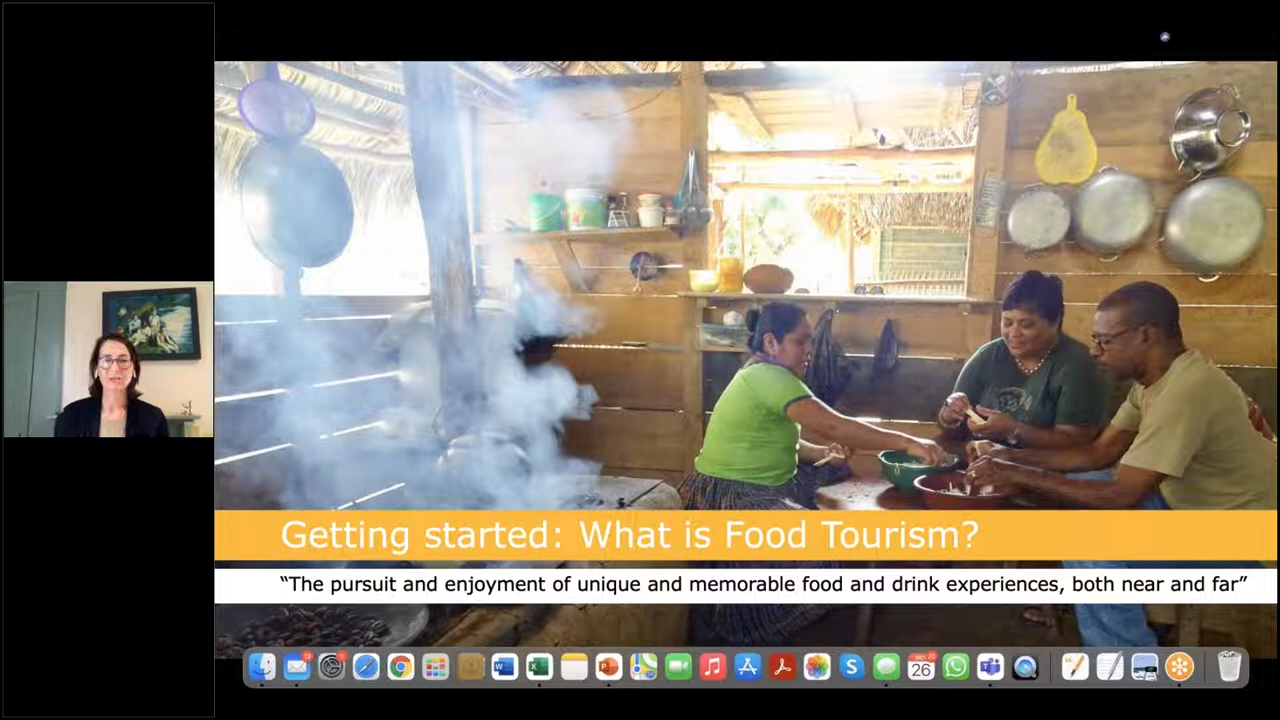 Getting started: What is Food Tourism?
“The pursuit and enjoyment of unique and memorable food and drink experiences, both near and far”
26